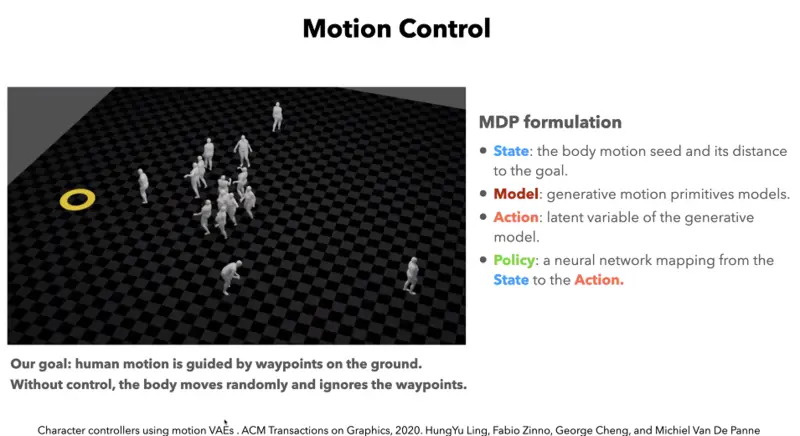 Motion Control
MDP formulation
• State: the body motion seed and its distance
to the goal.
• Model: generative motion primitives models.
• Action: latent variable of the generative
model.
• Policy: a neural network mapping from the
State to the Action.
Our goal: human motion is guided by waypoints on the ground.
Without control, the body moves randomly and ignores the waypoints.
Character controllers using motion VAEs . ACM Transactions on Graphics, 2020. HungYu Ling, Fabio Zinno, George Cheng, and Michiel Van De Panne